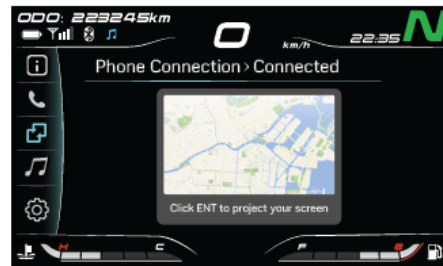 ODO: 223245km
0
km/h
22:35
N
Phone Connection › Connected
Click ENT to project your screen
H
C
F
E